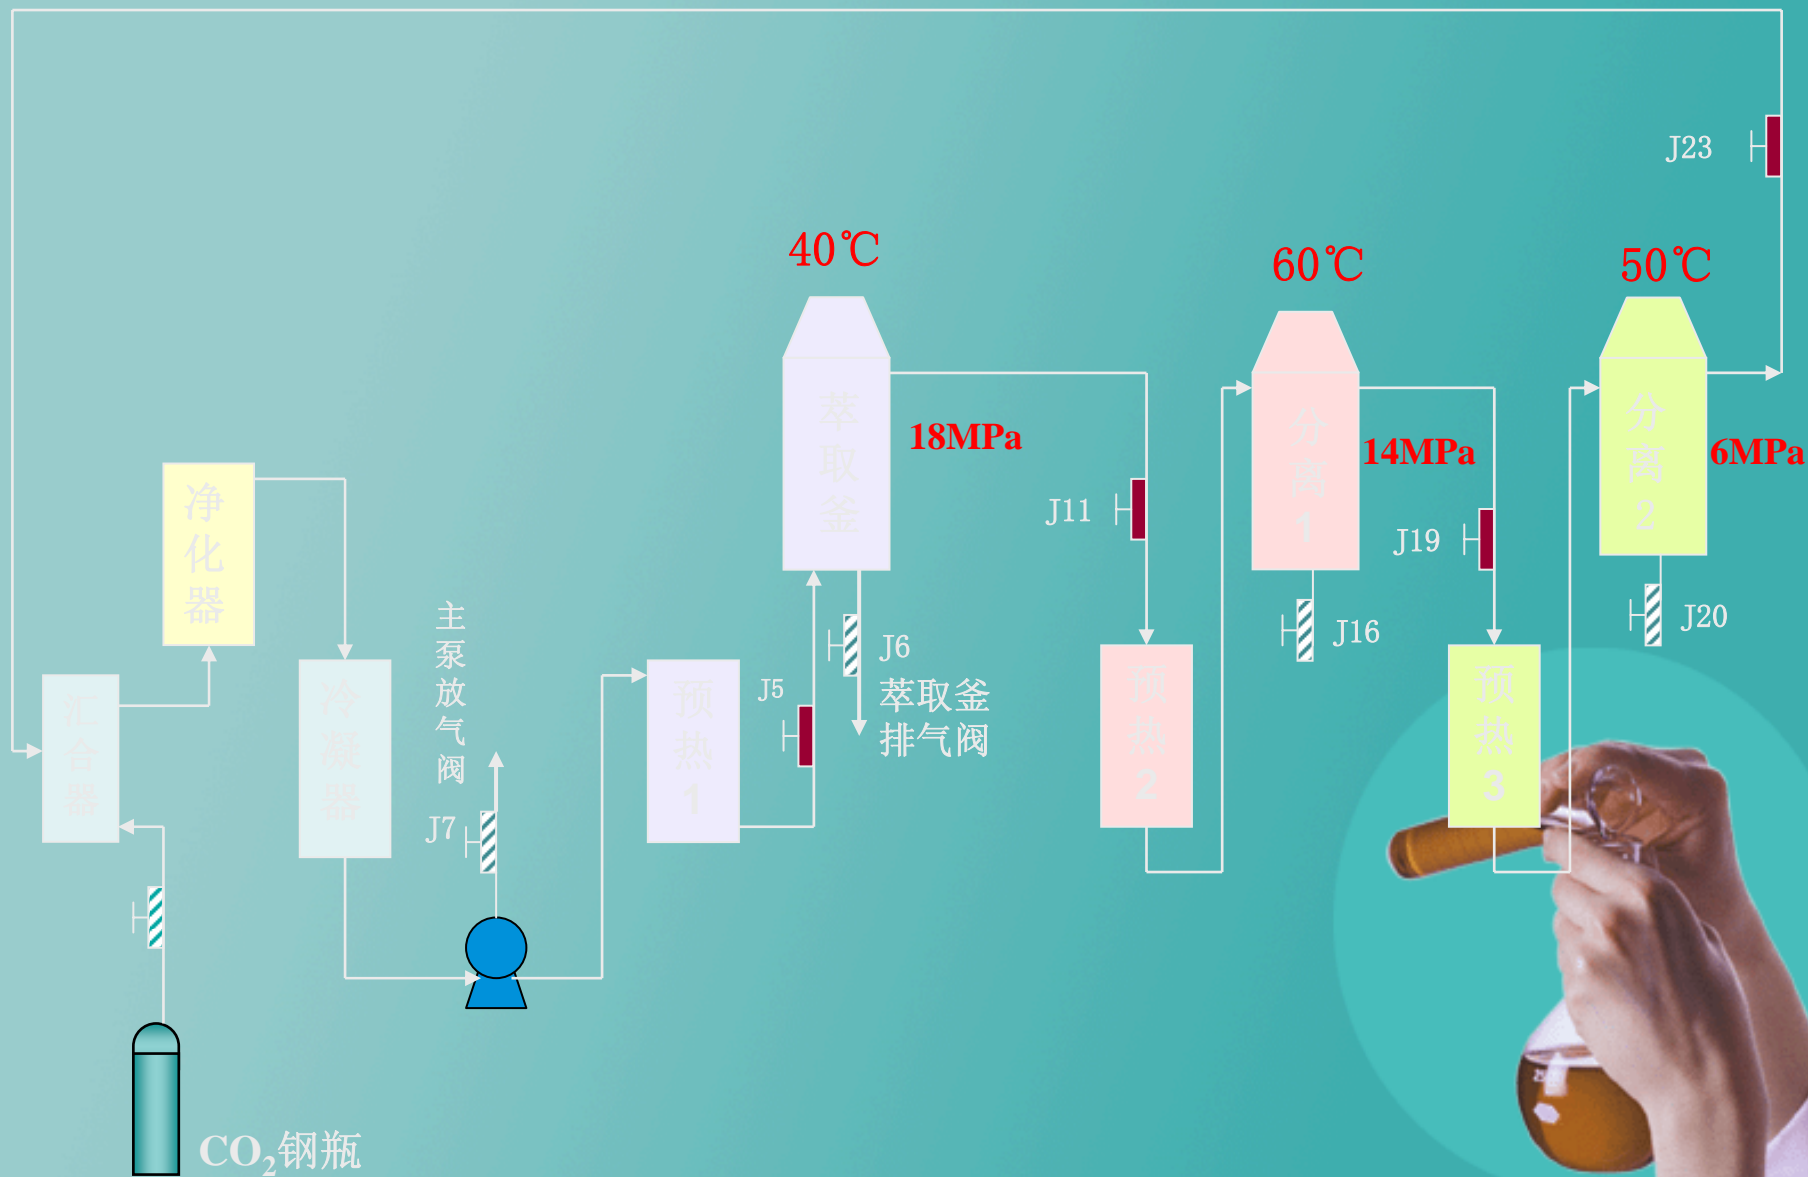 J23
40℃
60℃
50℃
萃取釜
18MPa
分离1
14MPa
分离2
6MPa
净化器
J11
J19
主泵放气阀
J6
J16
J20
萃取釜
排气阀
汇合器
冷凝器
预热1
J5
预热2
预热3
J7
CO₂钢瓶